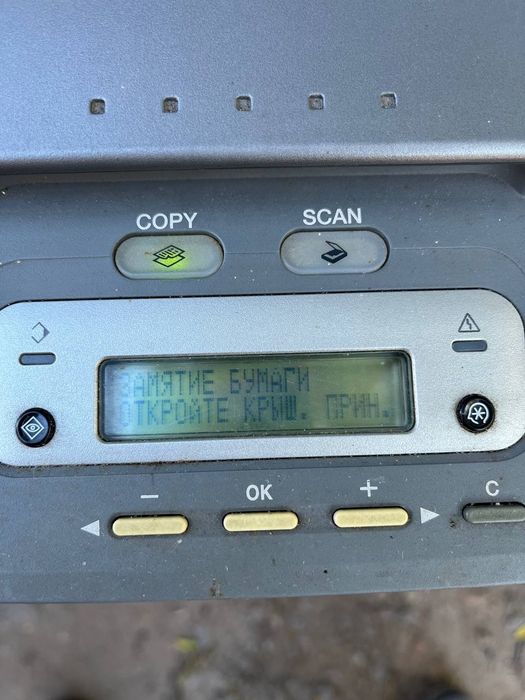 COPY SCAN
ЗАМЯТИЕ БУМАГИ
ОТКРОЙТЕ КРЫШ. ПРИН.
− OK + C